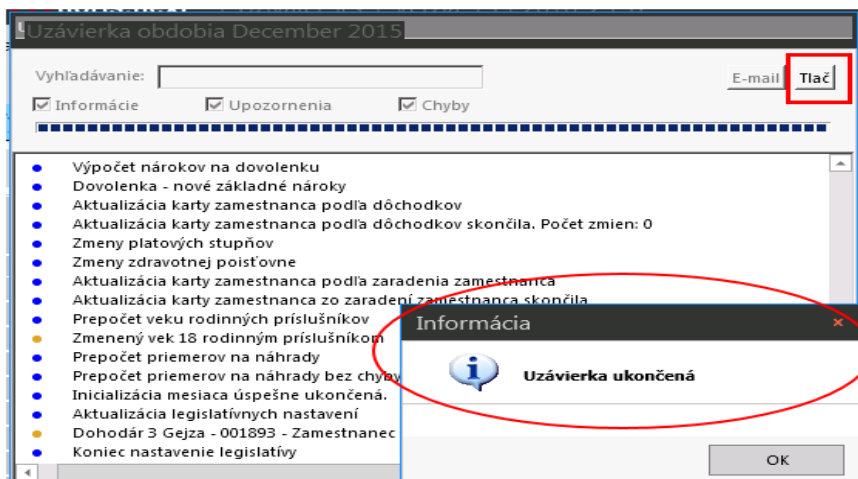 Uzávierka obdobia December 2015
Vyhľadávanie:
E-mail Tlač
Informácie Upozornenia Chyby
Výpočet nárokov na dovolenku
Dovolenka - nové základné nároky
Aktualizácia karty zamestnanca podľa dôchodkov
Aktualizácia karty zamestnanca podľa dôchodkov skončila. Počet zmien: 0
Zmeny platových stupňov
Zmeny zdravotnej poisťovne
Aktualizácia karty zamestnanca podľa zaradenia zamestnanca
Aktualizácia karty zamestnanca zo zaradení zamestnanca skončila
Prepočet veku rodinných príslušníkov
Zmenený vek 18 rodinným príslušníkom
Prepočet priemerov na náhrady
Prepočet priemerov na náhrady bez chyby
Inicializácia mesiaca úspešne ukončená.
Aktualizácia legislatívnych nastavení
Dohodár 3 Gejza - 001893 - Zamestnanec
Koniec nastavenie legislatívy
Informácia
Uzávierka ukončená
OK